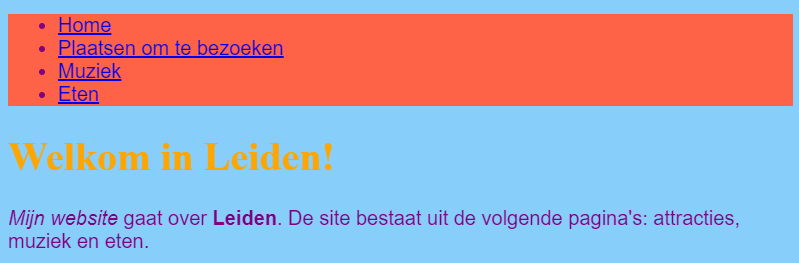 Home
Plaatsen om te bezoeken
Muziek
Eten
Welkom in Leiden!
Mijn website gaat over Leiden. De site bestaat uit de volgende pagina's: attracties,
muziek en eten.